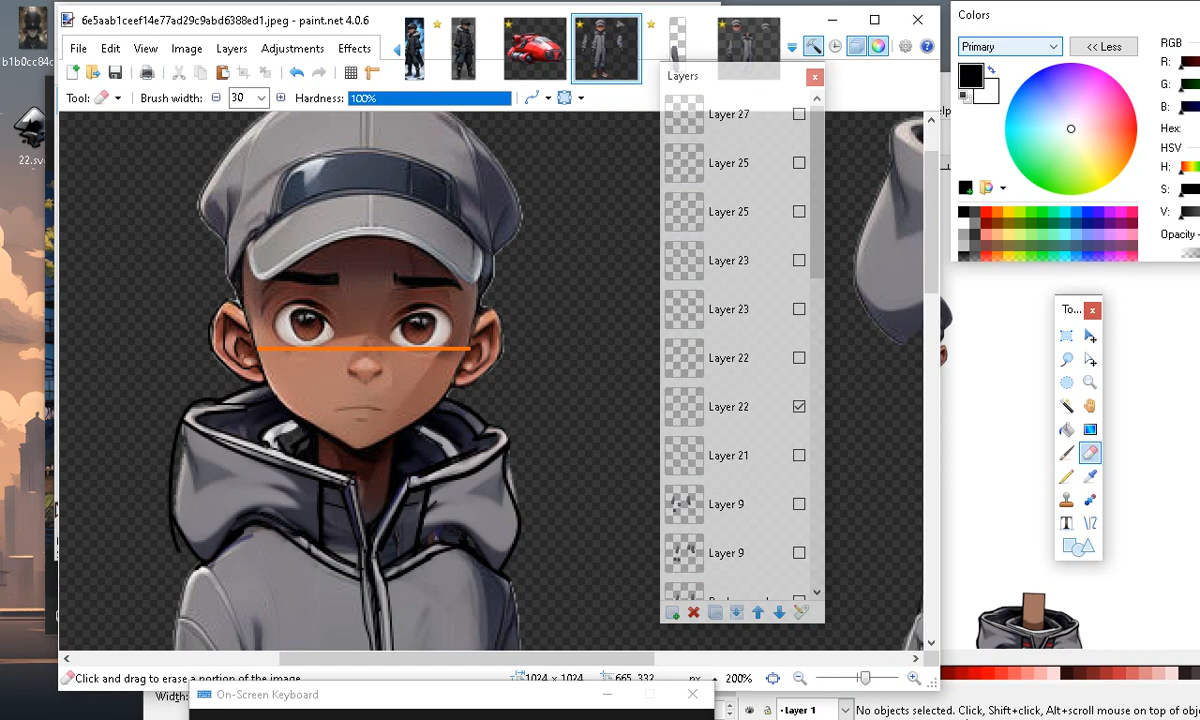 6e5aab1ceef14e77ad29c9abd6388ed1.jpeg - paint.net 4.0.6
File Edit View Image Layers Adjustments Effects
Tool: Brush width: 30 Hardness: 100%
b1b0cc84c
22.sv
Layers
Layer 27
Layer 25
Layer 25
Layer 23
Layer 23
Layer 22
Layer 22
Layer 21
Layer 9
Layer 9
Colors
Primary
<< Less
RGB
R:
G:
B:
Hex:
HSV
H:
S:
V:
Opacity -
To...
Click and drag to erase a portion of the image.
1024 × 1024
665, 332
px
200%
On-Screen Keyboard
Width:
Layer 1
No objects selected. Click, Shift+click, Alt+scroll mouse on top of obje